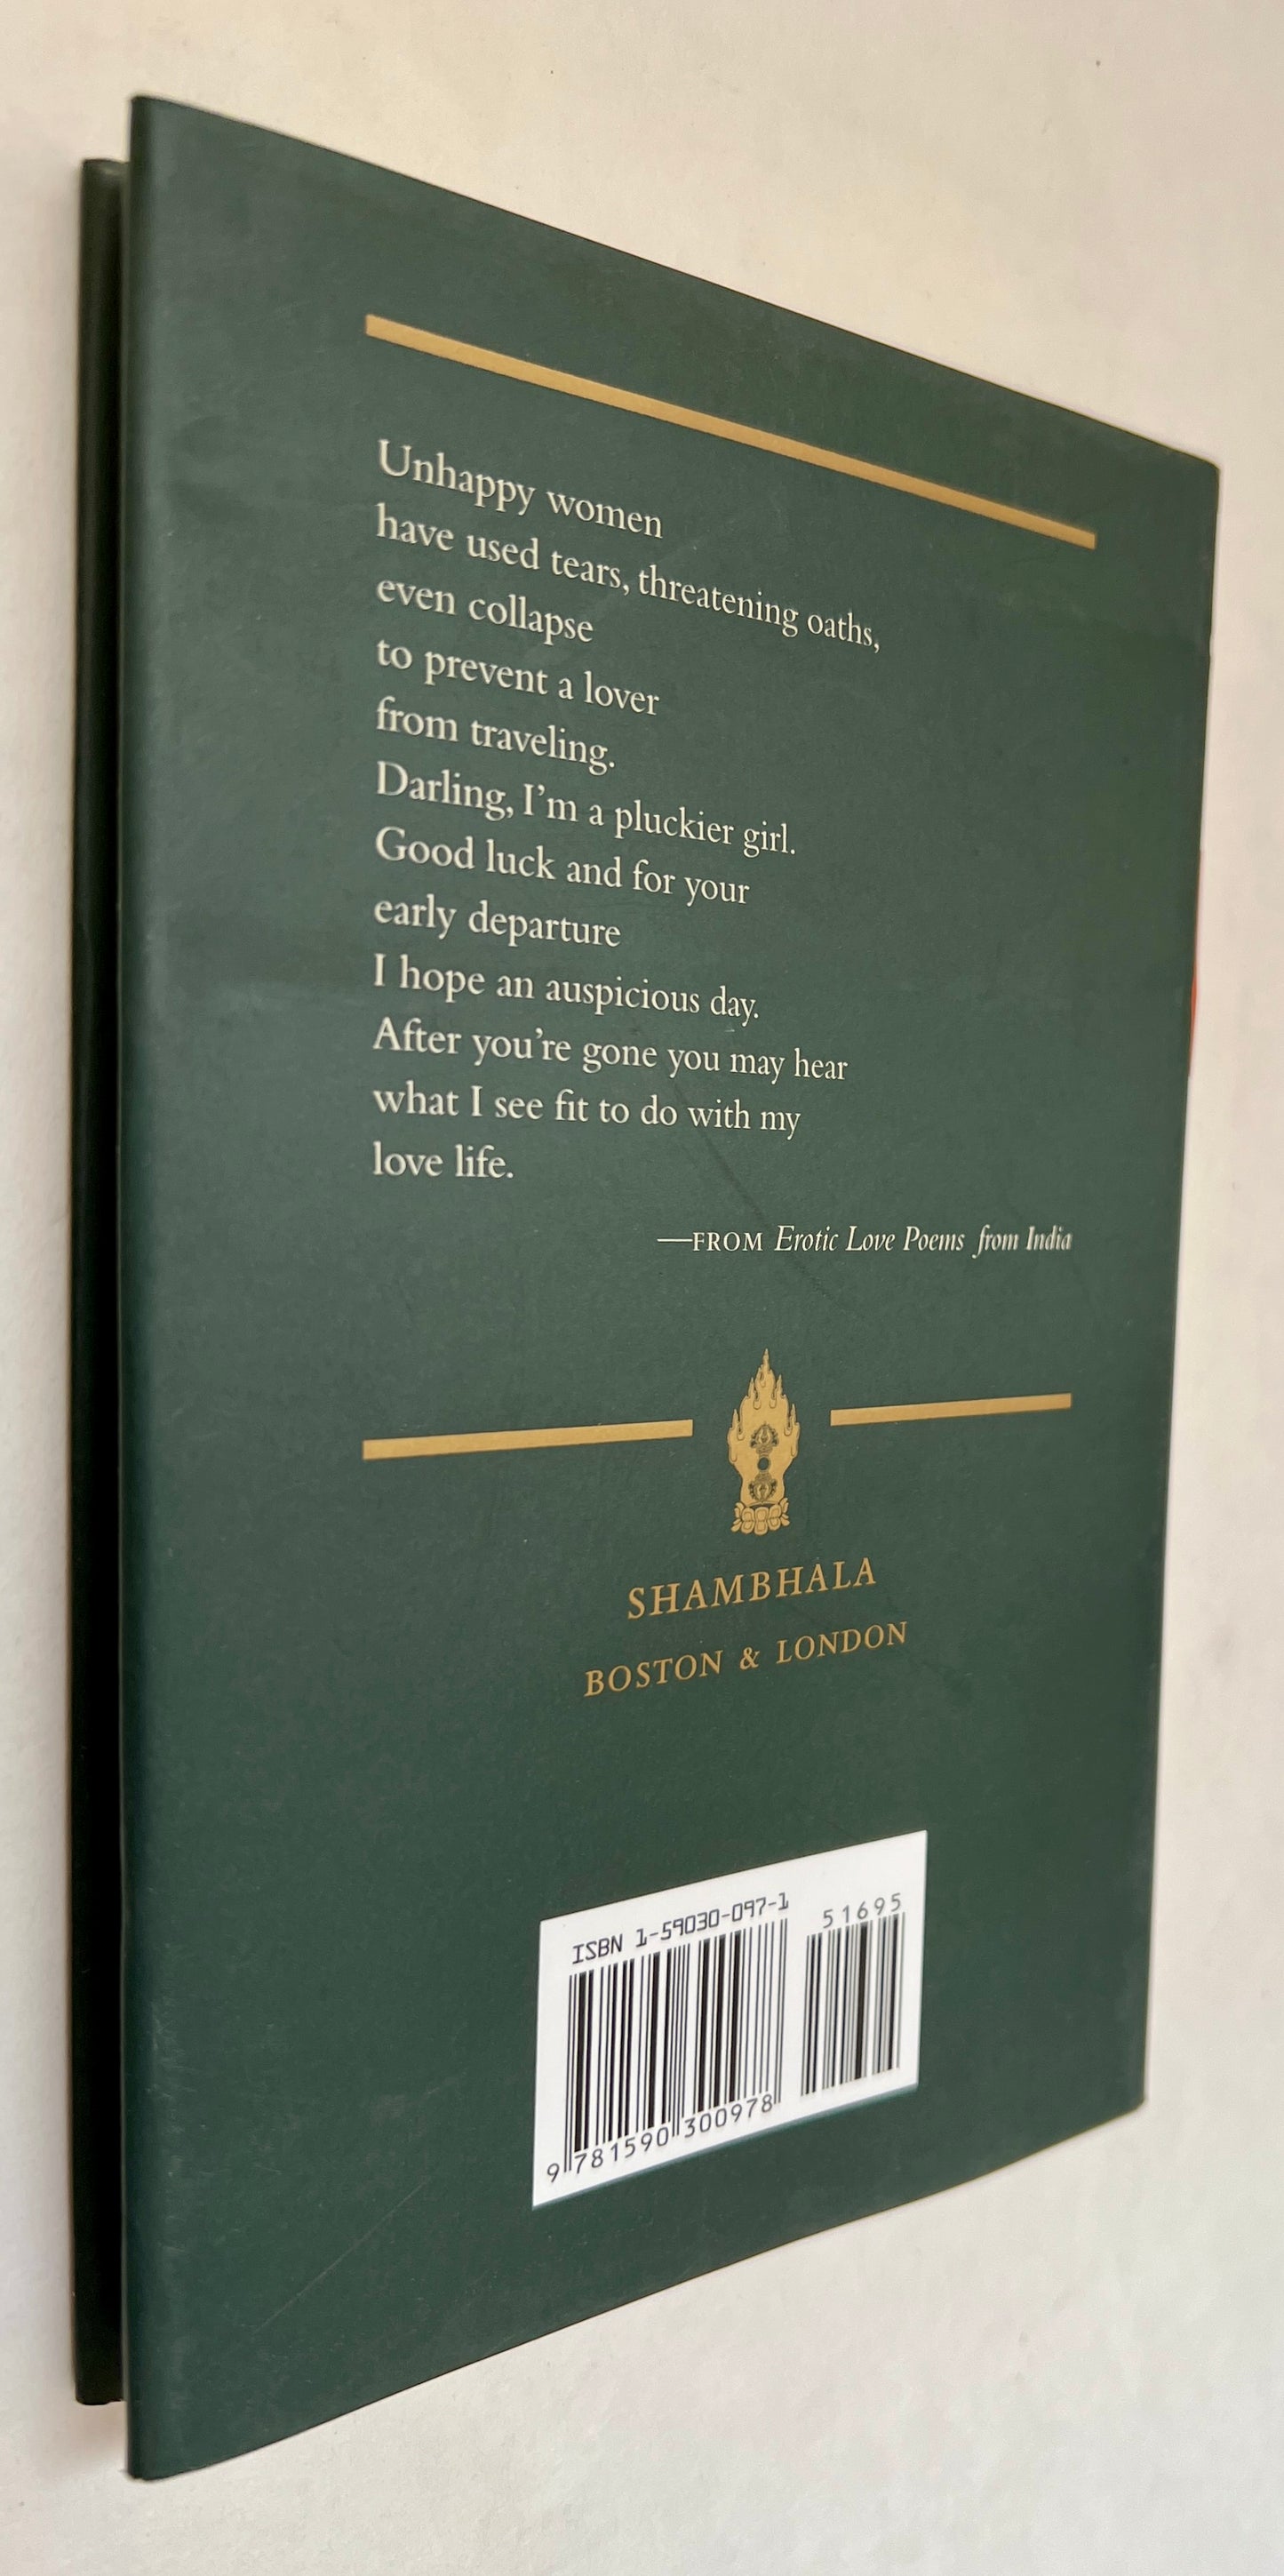 Unhappy women
have used tears, threatening oaths,
even collapse
to prevent a lover
from traveling.
Darling, I'm a pluckier girl.
Good luck and for your
early departure
I hope an auspicious day.
After you're gone you may hear
what I see fit to do with my
love life.
—FROM Erotic Love Poems from India
SHAMBHALA
BOSTON & LONDON
ISBN 1-59030-097-1
51695
9 781590 300978